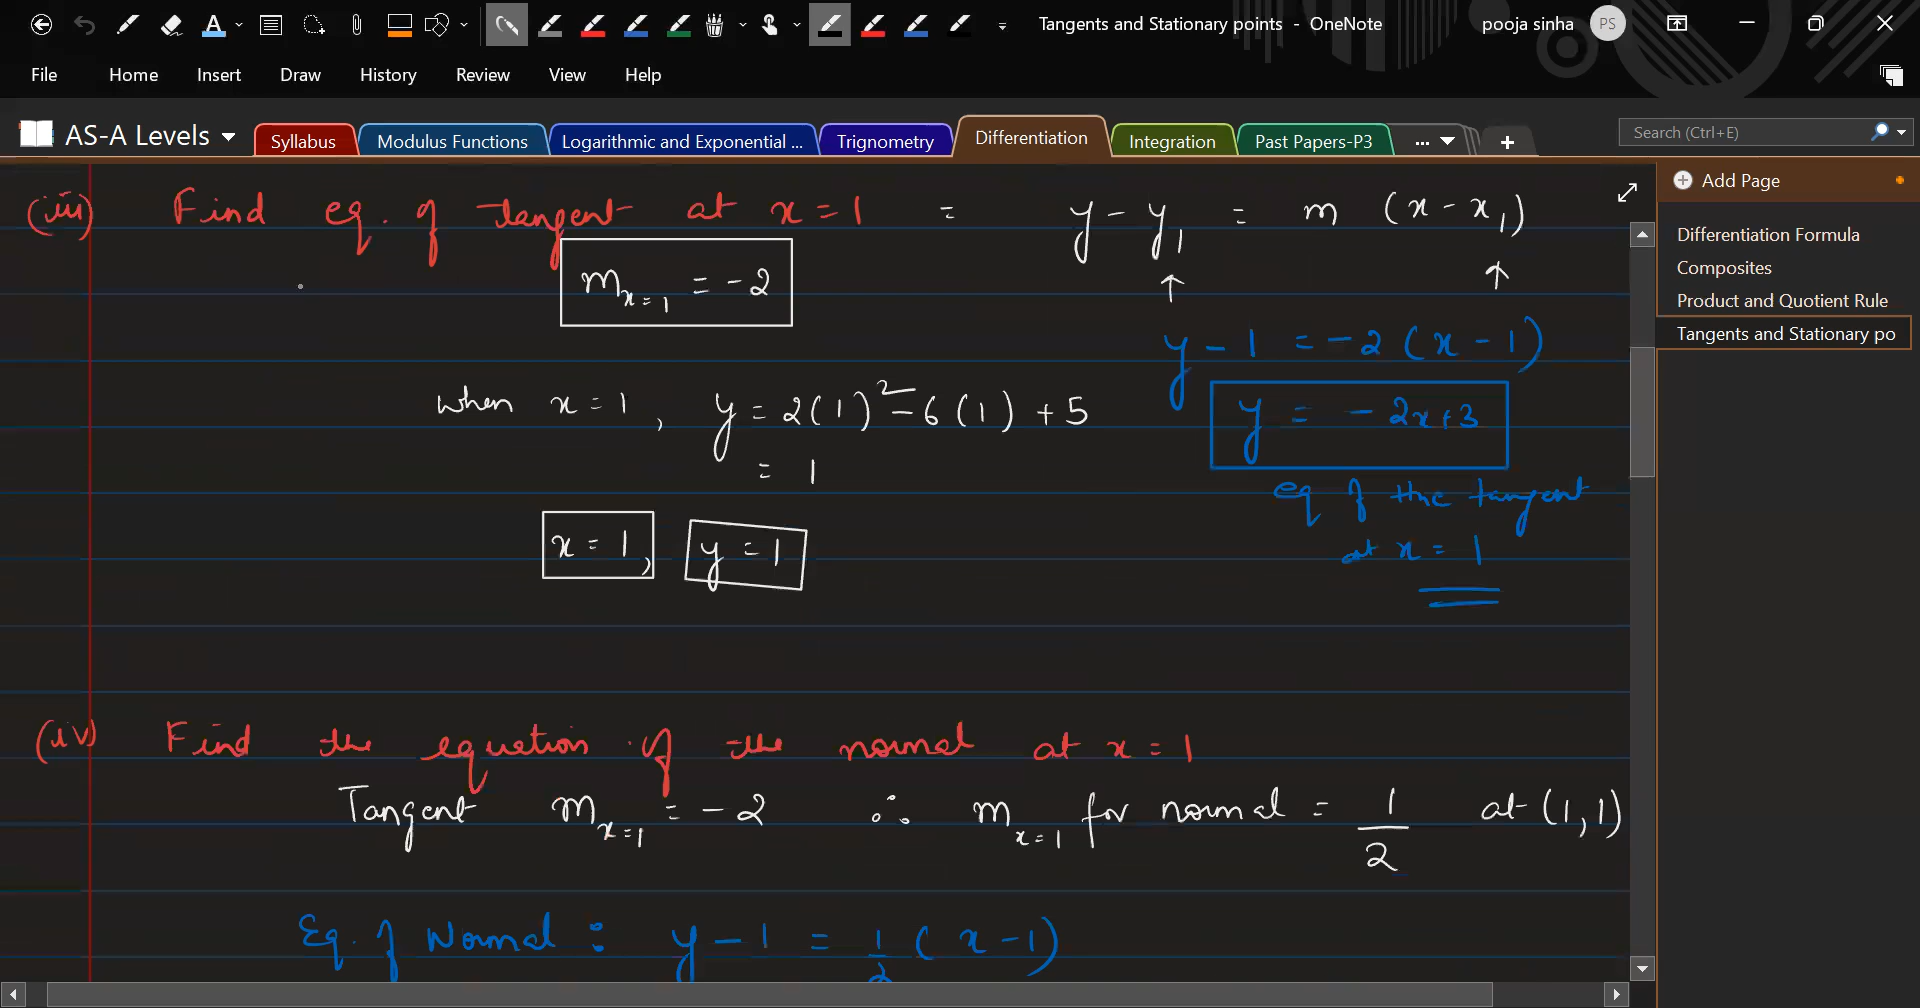 Tangents and Stationary points - OneNote
pooja sinha PS
File Home Insert Draw History Review View Help
AS-A Levels
Syllabus Modulus Functions Logarithmic and Exponential ... Trignometry Differentiation Integration Past Papers-P3 ... +
Search (Ctrl+E)
Add Page
Differentiation Formula
Composites
Product and Quotient Rule
Tangents and Stationary po
(iii) Find eq. of tangent at x = 1 = y - y₁ = m (x - x₁)
mₓ₌₁ = -2
↑ ↑
y - 1 = -2 (x - 1)
when x = 1, y = 2(1)² - 6(1) + 5
y = -2x+3
= 1
eq of the tangent
at x = 1
x = 1, y = 1
(iv) Find the equation of the normal at x = 1
Tangent mₓ₌₁ = -2 ∴ mₓ₌₁ for normal = 1/2 at (1,1)
Eq. of Normal : y - 1 = 1/2 (x - 1)